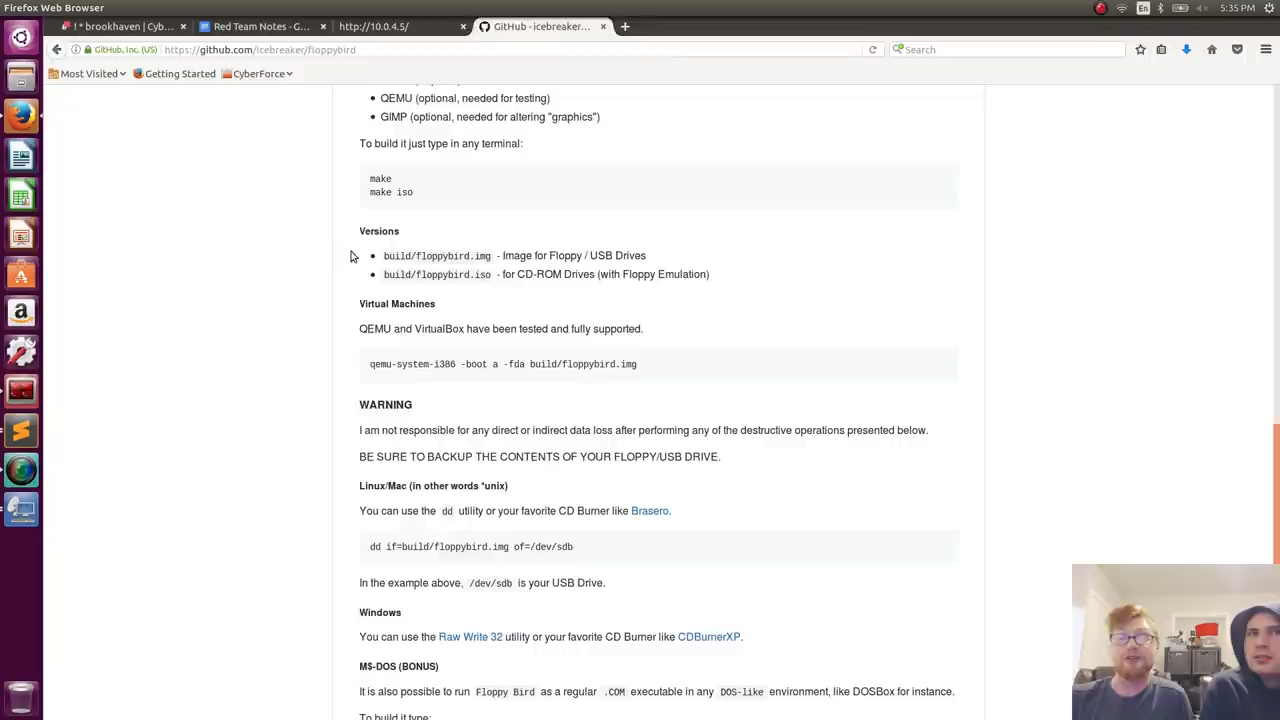 Firefox Web Browser
En
5:35 PM
! * brookhaven | Cyb...
Red Team Notes - G...
http://10.0.4.5/
GitHub - icebreaker/...
GitHub, Inc. (US)
https://github.com/icebreaker/floppybird
Search
Most Visited
Getting Started
CyberForce
QEMU (optional, needed for testing)
GIMP (optional, needed for altering "graphics")
To build it just type in any terminal:
make
make iso
Versions
build/floppybird.img - Image for Floppy / USB Drives
build/floppybird.iso - for CD-ROM Drives (with Floppy Emulation)
Virtual Machines
QEMU and VirtualBox have been tested and fully supported.
qemu-system-i386 -boot a -fda build/floppybird.img
WARNING
I am not responsible for any direct or indirect data loss after performing any of the destructive operations presented below.
BE SURE TO BACKUP THE CONTENTS OF YOUR FLOPPY/USB DRIVE.
Linux/Mac (in other words *unix)
You can use the dd utility or your favorite CD Burner like Brasero.
dd if=build/floppybird.img of=/dev/sdb
In the example above, /dev/sdb is your USB Drive.
Windows
You can use the Raw Write 32 utility or your favorite CD Burner like CDBurnerXP.
M$-DOS (BONUS)
It is also possible to run Floppy Bird as a regular .COM executable in any DOS-like environment, like DOSBox for instance.
To build it type: